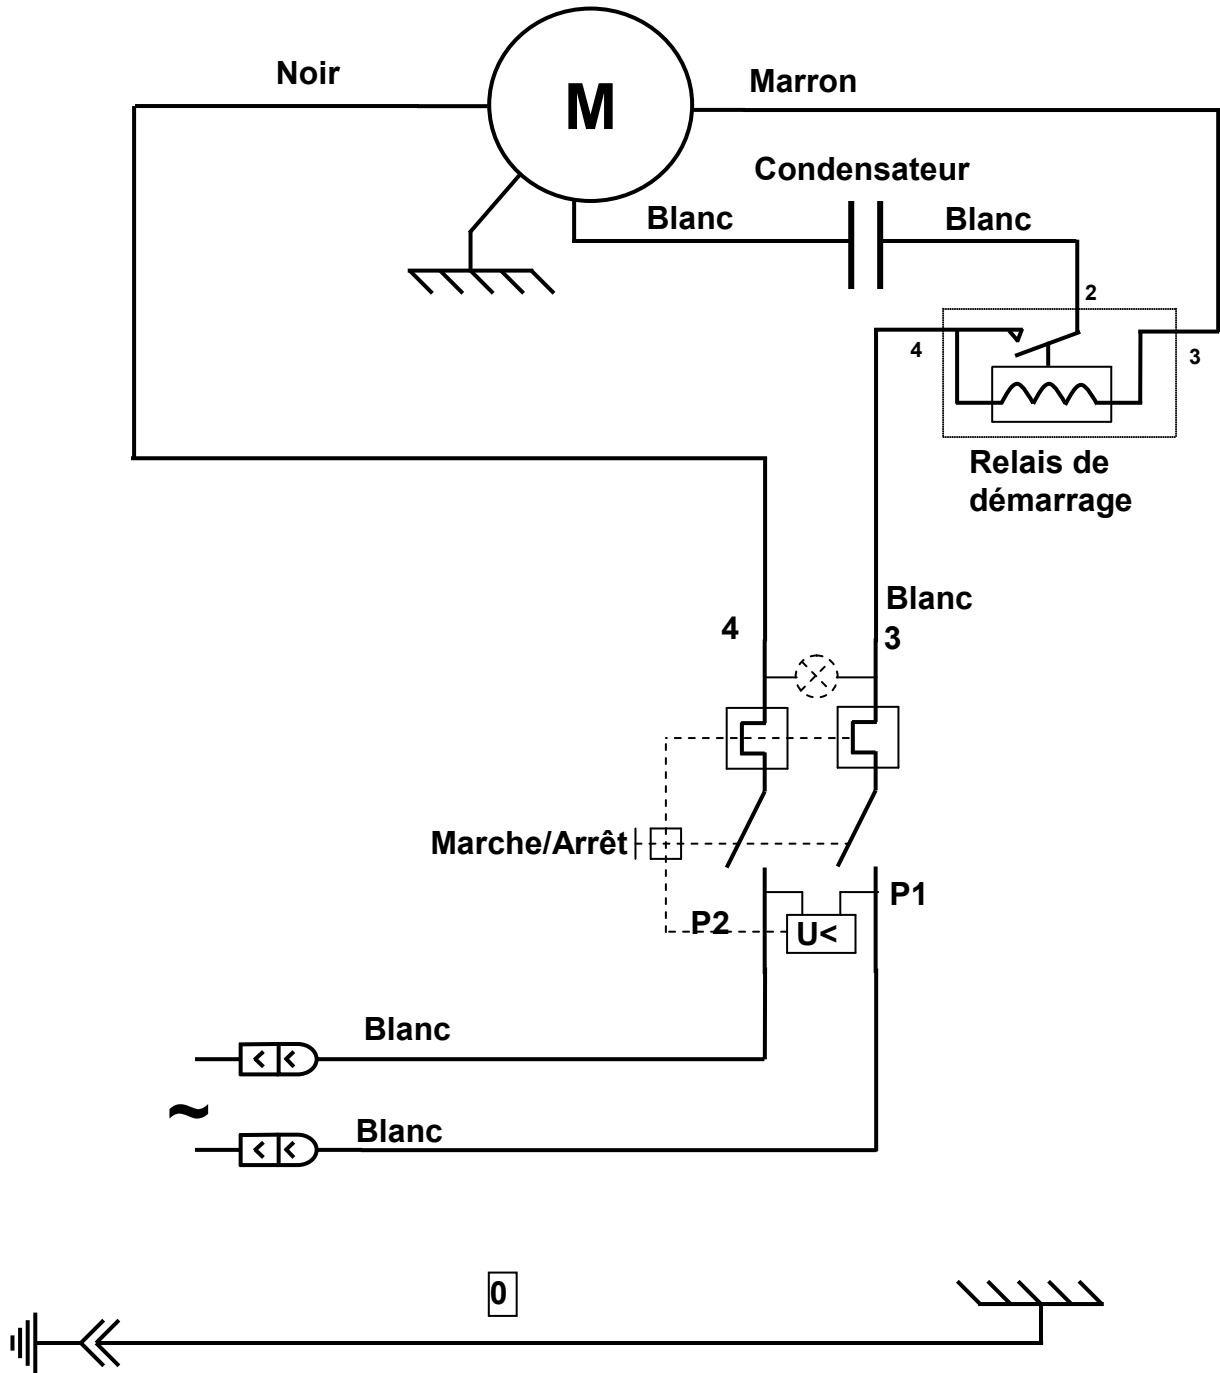 Noir
M
Marron
Condensateur
Blanc
Blanc
2
4
3
Relais de
démarrage
Blanc
4
3
Marche/Arrêt
P1
P2
U<
Blanc
~
Blanc
0